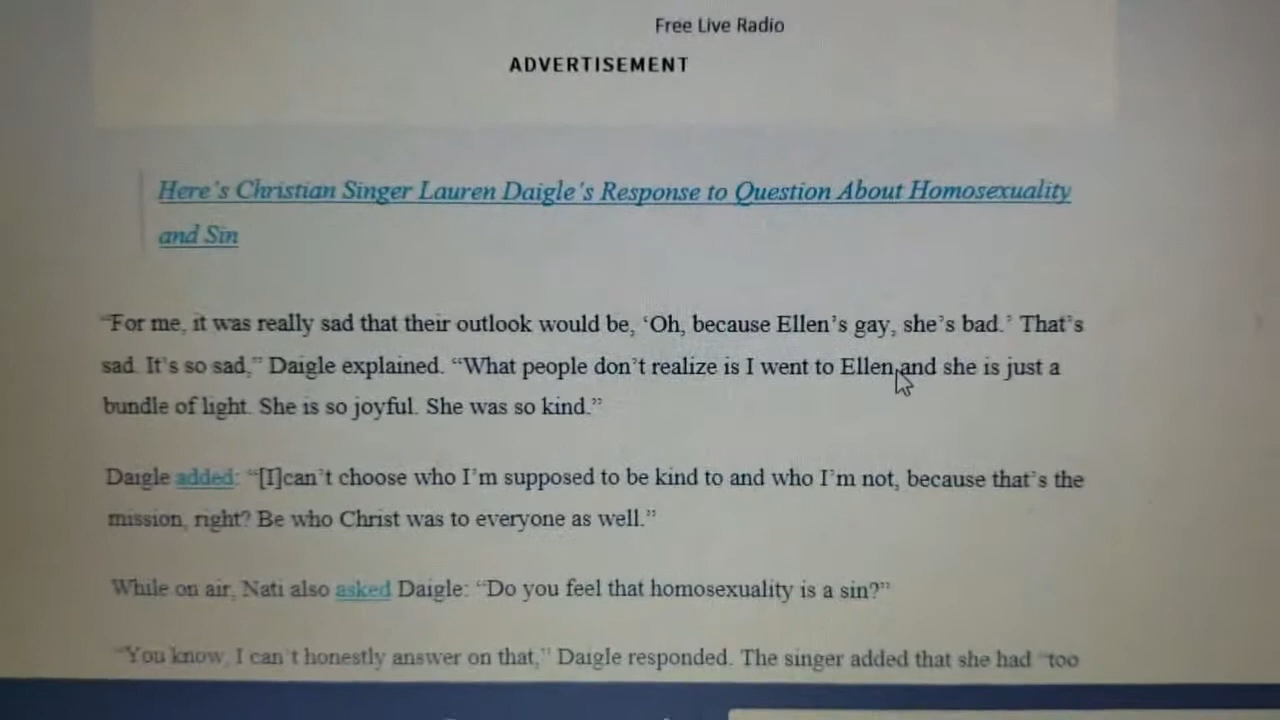 Free Live Radio
ADVERTISEMENT
Here's Christian Singer Lauren Daigle's Response to Question About Homosexuality
and Sin
“For me, it was really sad that their outlook would be, ‘Oh, because Ellen’s gay, she’s bad.’ That’s
sad. It’s so sad,” Daigle explained. “What people don’t realize is I went to Ellen and she is just a
bundle of light. She is so joyful. She was so kind.”
Daigle added: “[I]can’t choose who I’m supposed to be kind to and who I’m not, because that’s the
mission, right? Be who Christ was to everyone as well.”
While on air, Nati also asked Daigle: “Do you feel that homosexuality is a sin?”
“You know, I can’t honestly answer on that,” Daigle responded. The singer added that she had “too